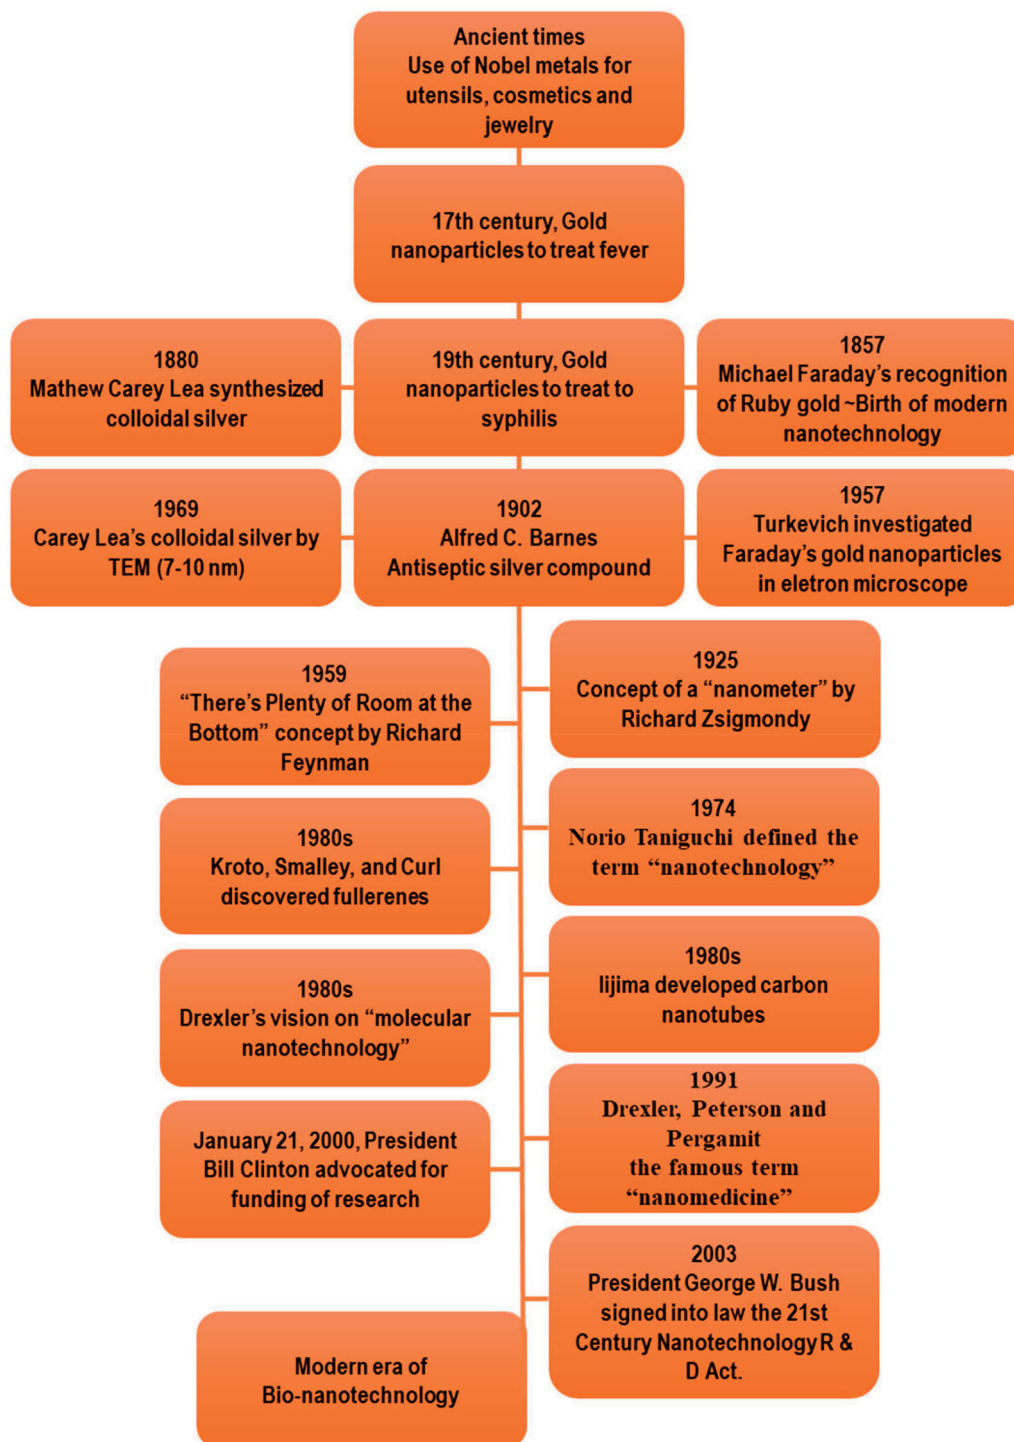 Ancient times
Use of Nobel metals for
utensils, cosmetics and
jewelry
17th century, Gold
nanoparticles to treat fever
1880
Mathew Carey Lea synthesized
colloidal silver
19th century, Gold
nanoparticles to treat to
syphilis
1857
Michael Faraday’s recognition
of Ruby gold ~Birth of modern
nanotechnology
1969
Carey Lea’s colloidal silver by
TEM (7-10 nm)
1902
Alfred C. Barnes
Antiseptic silver compound
1957
Turkevich investigated
Faraday’s gold nanoparticles
in eletron microscope
1959
“There’s Plenty of Room at the
Bottom” concept by Richard
Feynman
1925
Concept of a “nanometer” by
Richard Zsigmondy
1974
Norio Taniguchi defined the
term “nanotechnology”
1980s
Kroto, Smalley, and Curl
discovered fullerenes
1980s
Iijima developed carbon
nanotubes
1980s
Drexler’s vision on “molecular
nanotechnology”
1991
Drexler, Peterson and
Pergamit
the famous term
“nanomedicine”
January 21, 2000, President
Bill Clinton advocated for
funding of research
2003
President George W. Bush
signed into law the 21st
Century Nanotechnology R &
D Act.
Modern era of
Bio-nanotechnology